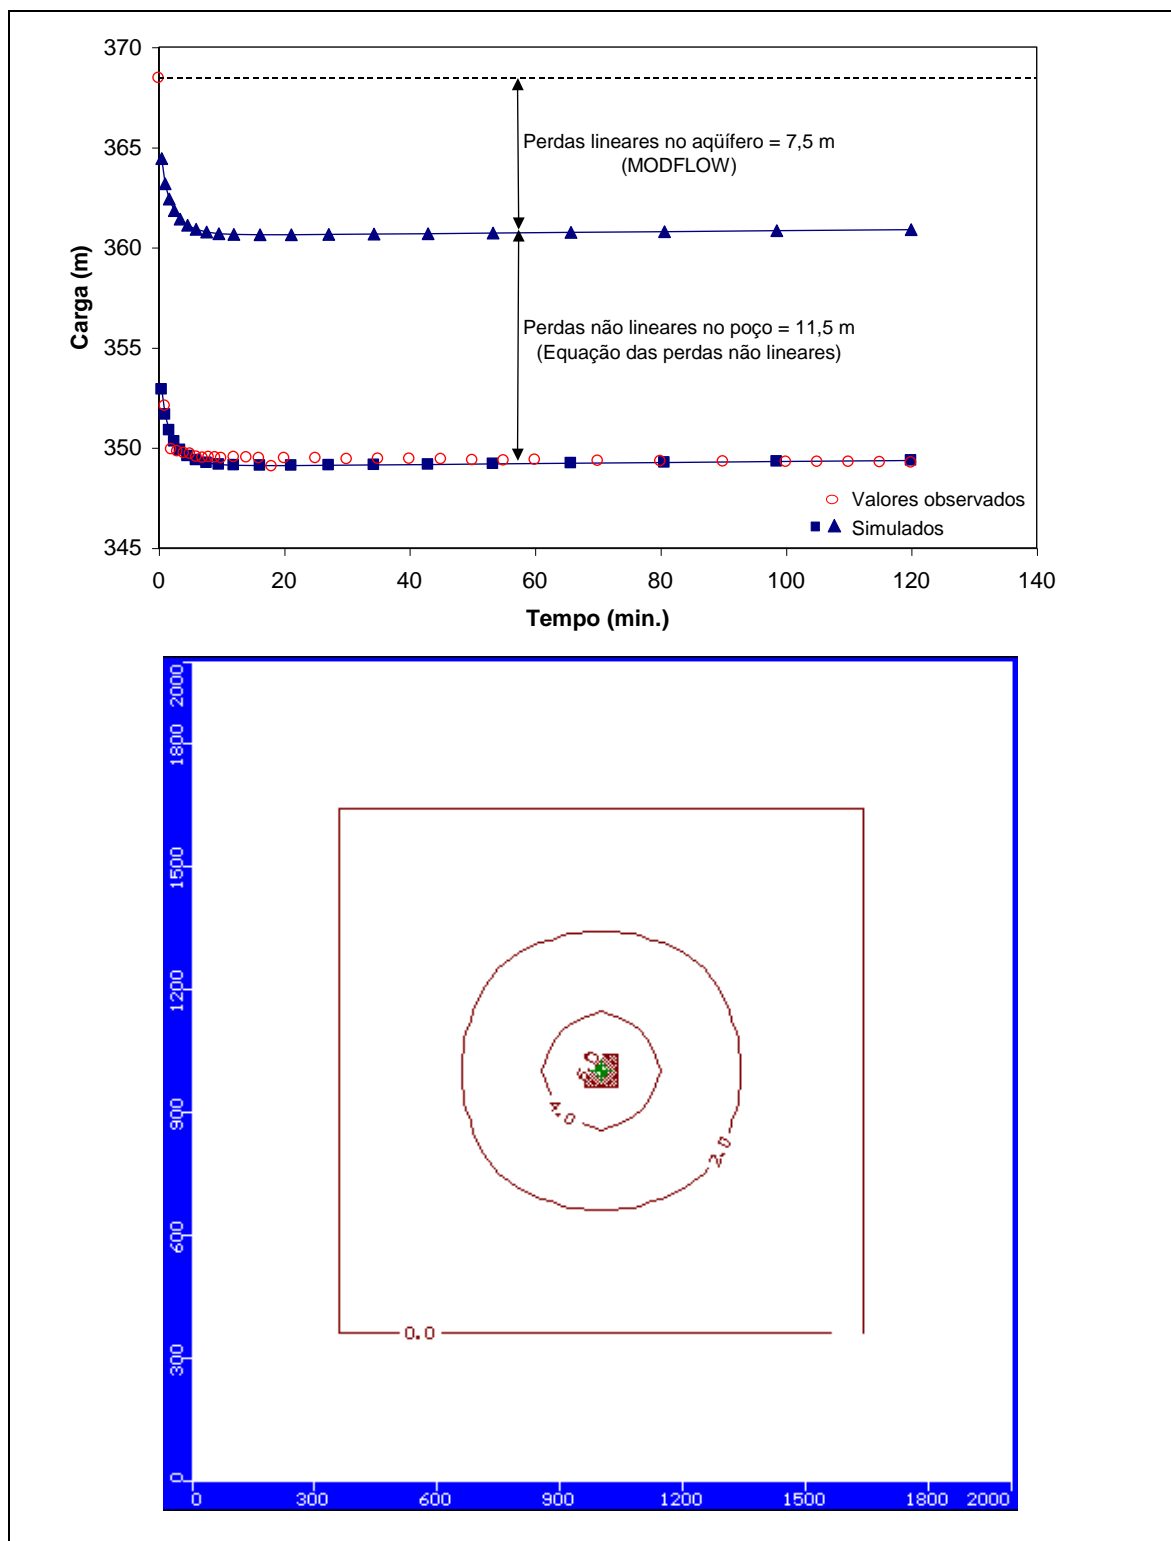 370
365
360
355
350
345
Carga (m)
Perdas lineares no aqüífero = 7,5 m
(MODFLOW)
Perdas não lineares no poço = 11,5 m
(Equação das perdas não lineares)
Valores observados
Simulados
0 20 40 60 80 100 120 140
Tempo (min.)
2000
1800
1500
1200
900
600
300
0
6.0
4.0
2.0
0.0
0 300 600 900 1200 1500 1800 2000